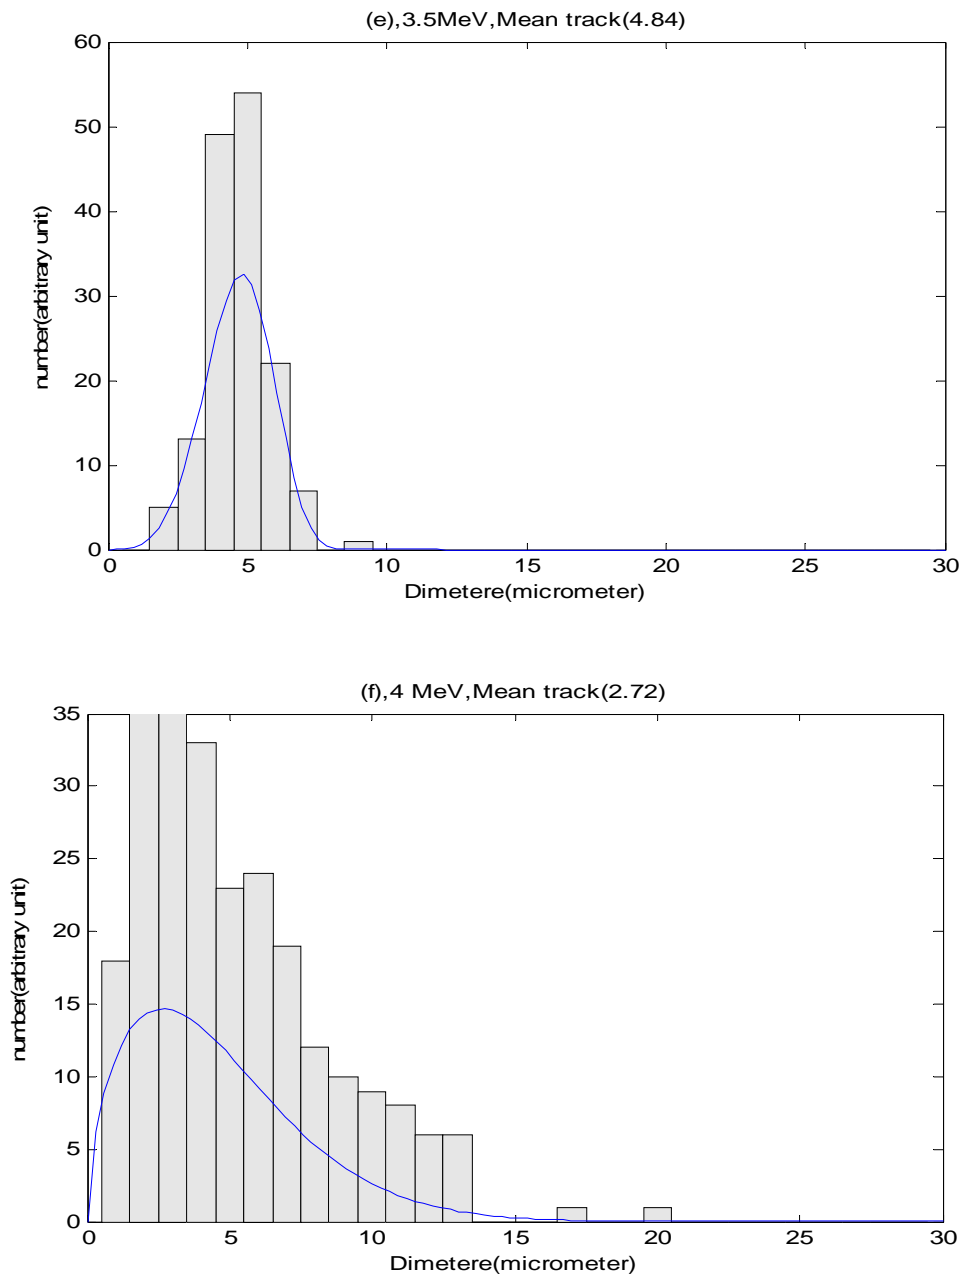 (e),3.5MeV,Mean track(4.84)
60
50
40
30
20
10
0
number(arbitrary unit)
0 5 10 15 20 25 30
Dimetere(micrometer)
(f),4 MeV,Mean track(2.72)
35
30
25
20
15
10
5
0
number(arbitrary unit)
0 5 10 15 20 25 30
Dimetere(micrometer)